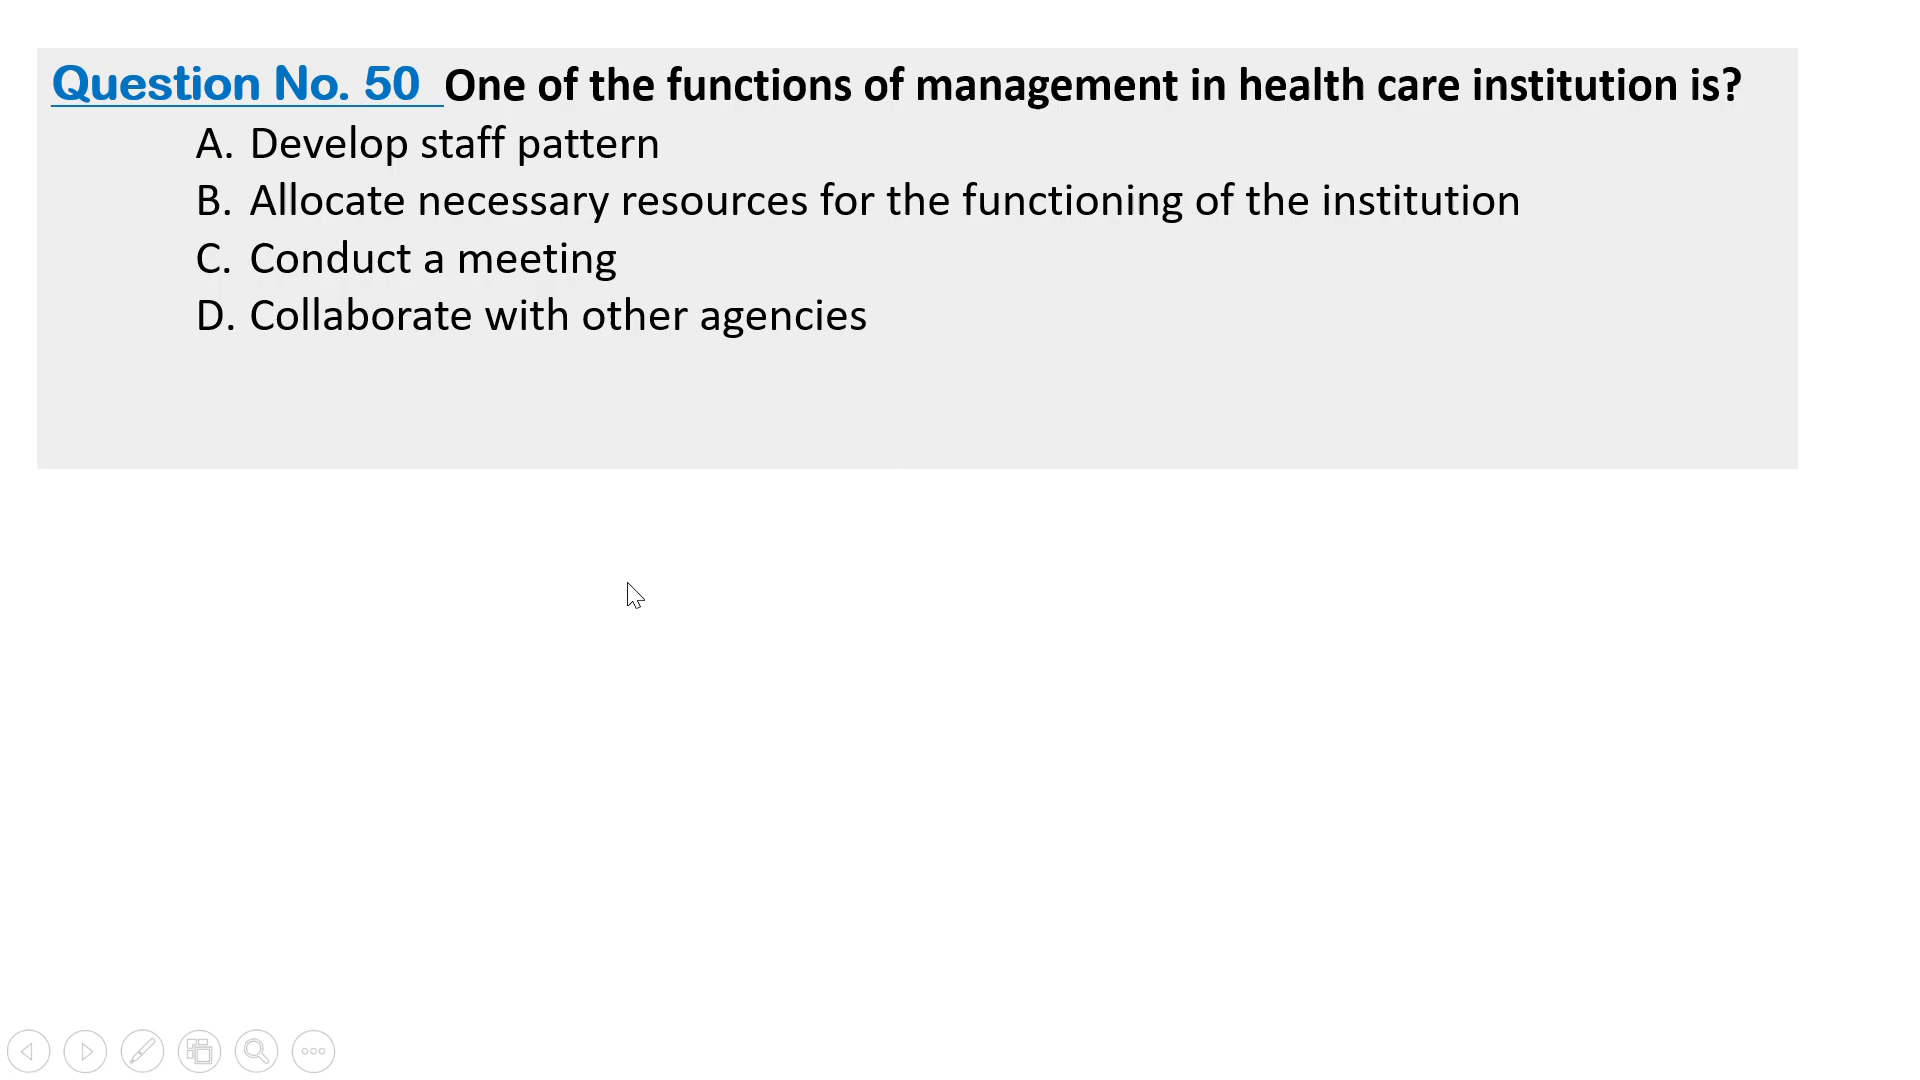 Question No. 50 One of the functions of management in health care institution is?
A. Develop staff pattern
B. Allocate necessary resources for the functioning of the institution
C. Conduct a meeting
D. Collaborate with other agencies